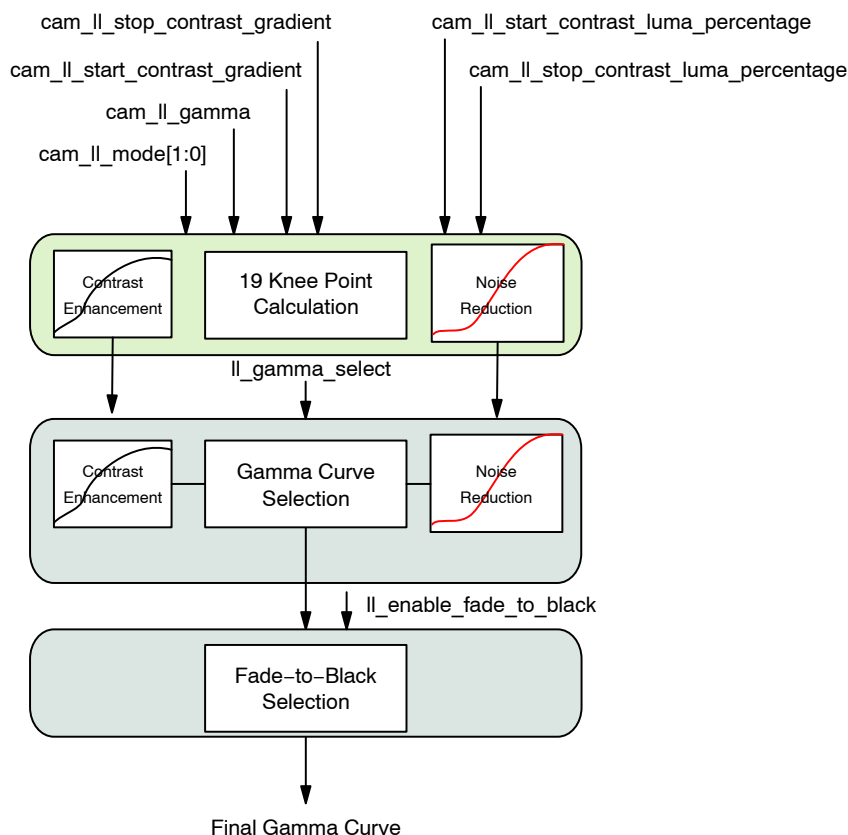 cam_ll_stop_contrast_gradient
cam_ll_start_contrast_luma_percentage
cam_ll_start_contrast_gradient
cam_ll_stop_contrast_luma_percentage
cam_ll_gamma
cam_ll_mode[1:0]
Contrast
Enhancement
19 Knee Point
Calculation
Noise
Reduction
ll_gamma_select
Contrast
Enhancement
Gamma Curve
Selection
Noise
Reduction
ll_enable_fade_to_black
Fade−to−Black
Selection
Final Gamma Curve